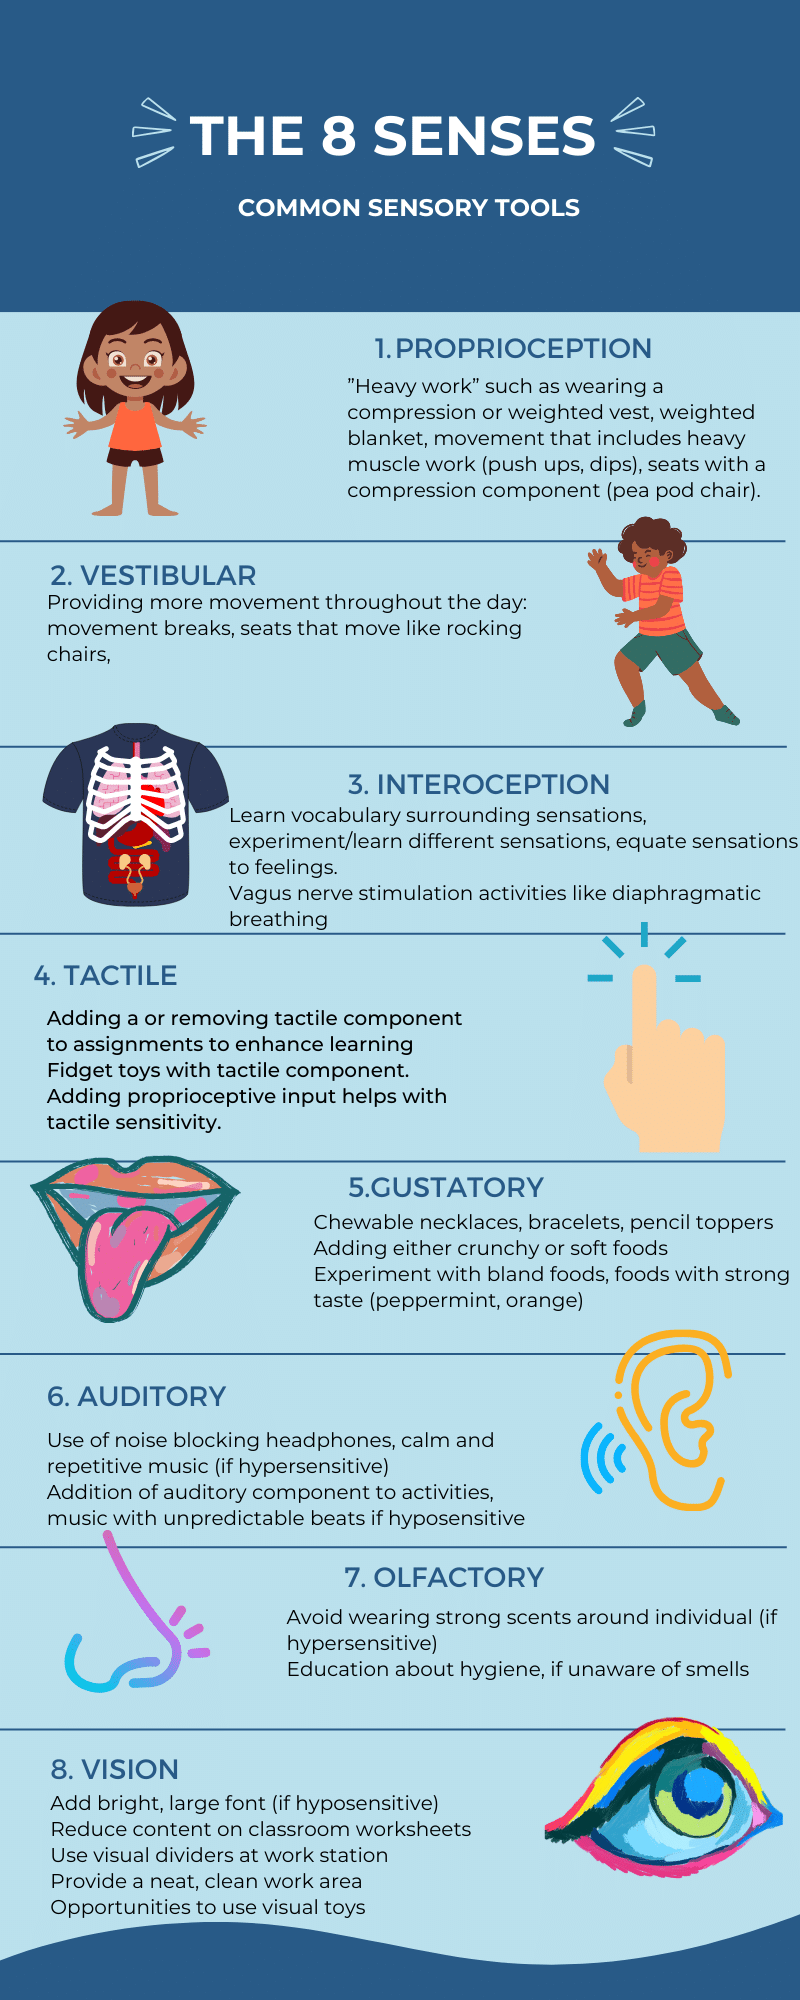 THE 8 SENSES
COMMON SENSORY TOOLS
1. PROPRIOCEPTION
”Heavy work” such as wearing a
compression or weighted vest, weighted
blanket, movement that includes heavy
muscle work (push ups, dips), seats with a
compression component (pea pod chair).
2. VESTIBULAR
Providing more movement throughout the day:
movement breaks, seats that move like rocking
chairs,
3. INTEROCEPTION
Learn vocabulary surrounding sensations,
experiment/learn different sensations, equate sensations
to feelings.
Vagus nerve stimulation activities like diaphragmatic
breathing
4. TACTILE
Adding a or removing tactile component
to assignments to enhance learning
Fidget toys with tactile component.
Adding proprioceptive input helps with
tactile sensitivity.
5.GUSTATORY
Chewable necklaces, bracelets, pencil toppers
Adding either crunchy or soft foods
Experiment with bland foods, foods with strong
taste (peppermint, orange)
6. AUDITORY
Use of noise blocking headphones, calm and
repetitive music (if hypersensitive)
Addition of auditory component to activities,
music with unpredictable beats if hyposensitive
7. OLFACTORY
Avoid wearing strong scents around individual (if
hypersensitive)
Education about hygiene, if unaware of smells
8. VISION
Add bright, large font (if hyposensitive)
Reduce content on classroom worksheets
Use visual dividers at work station
Provide a neat, clean work area
Opportunities to use visual toys